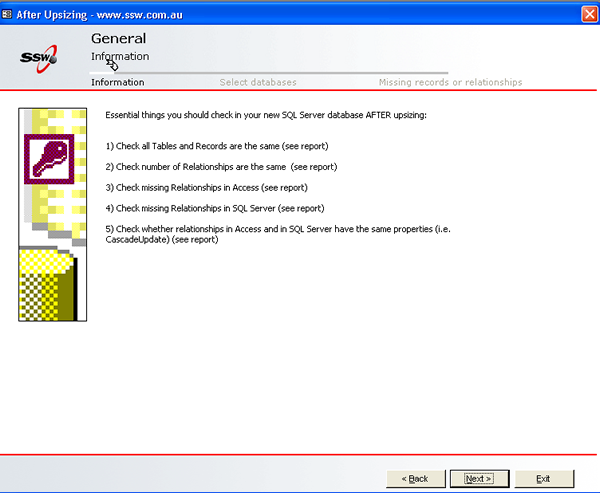 After Upsizing - www.ssw.com.au
General
Information
SSW
Information Select databases Missing records or relationships
Essential things you should check in your new SQL Server database AFTER upsizing:
1) Check all Tables and Records are the same (see report)
2) Check number of Relationships are the same (see report)
3) Check missing Relationships in Access (see report)
4) Check missing Relationships in SQL Server (see report)
5) Check whether relationships in Access and in SQL Server have the same properties (i.e.
CascadeUpdate) (see report)
< Back Next > Exit